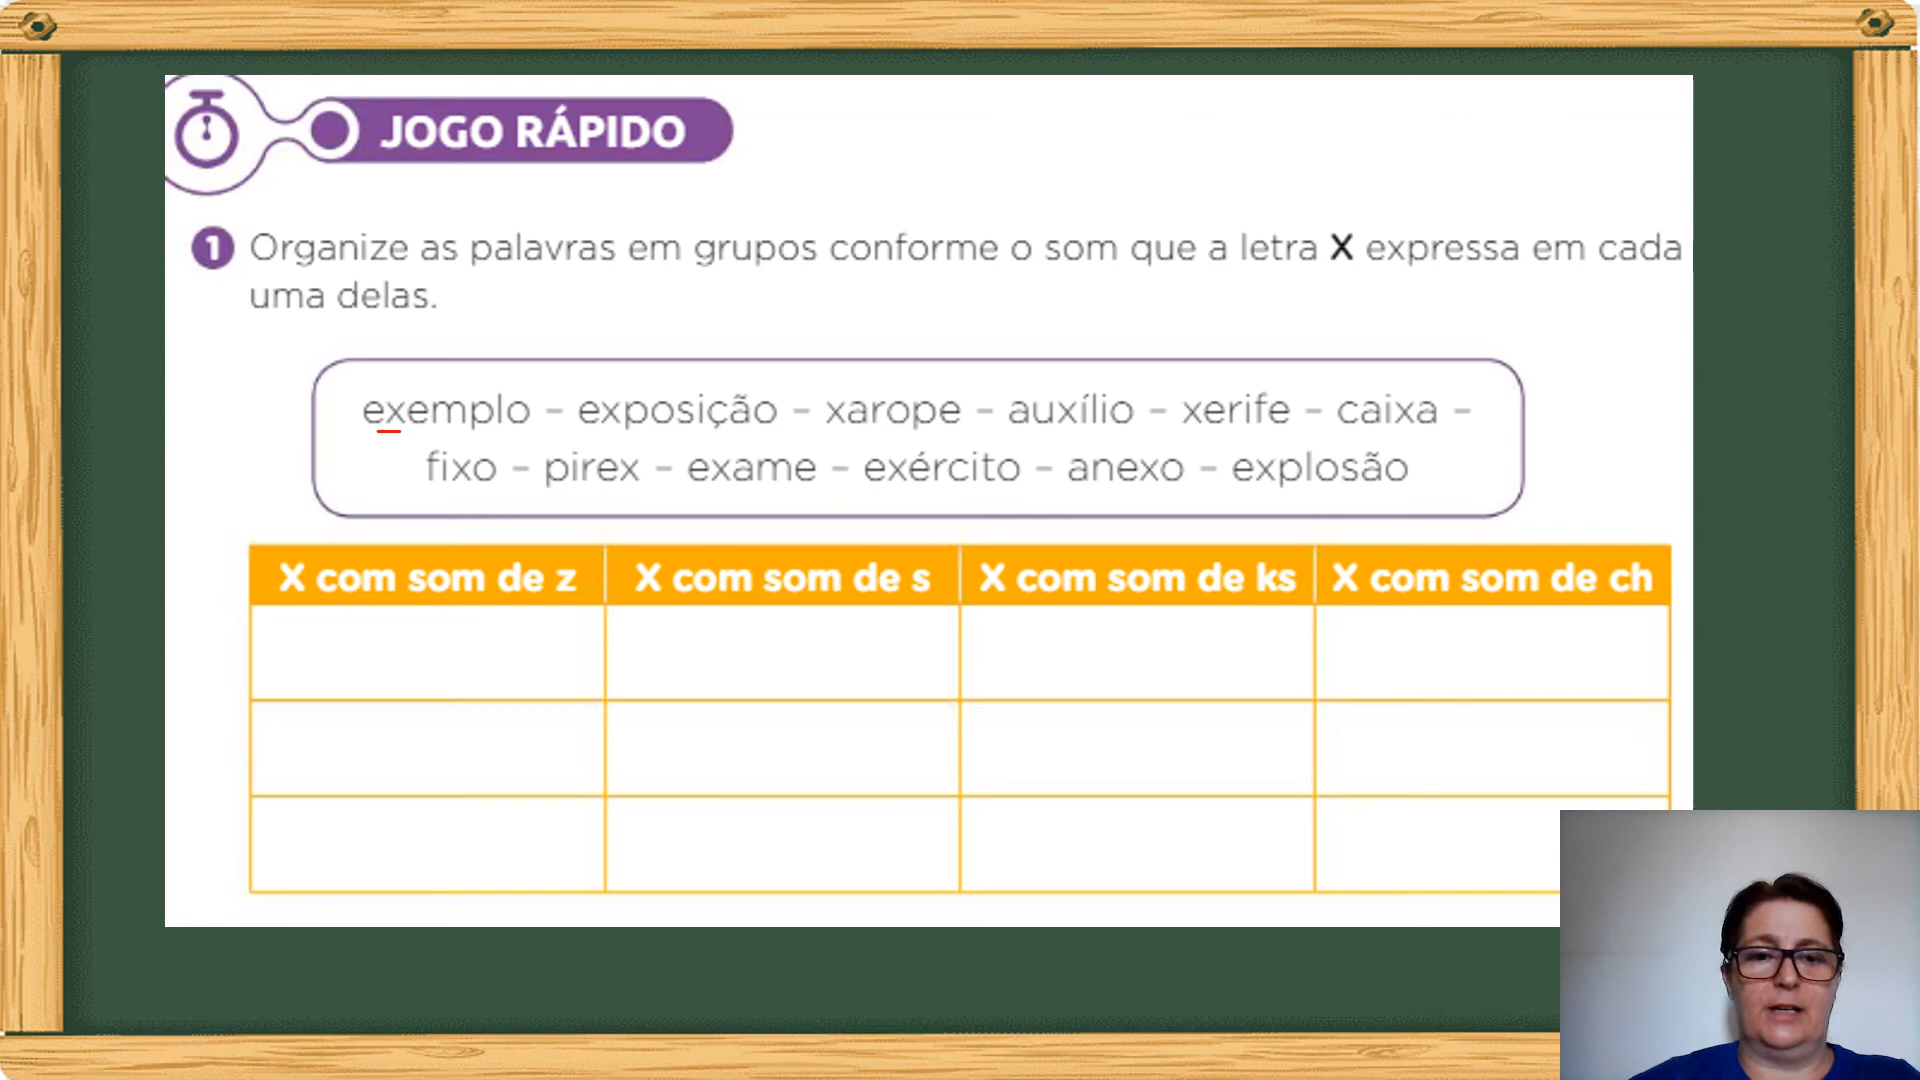 JOGO RÁPIDO
1 Organize as palavras em grupos conforme o som que a letra X expressa em cada
uma delas.
exemplo – exposição – xarope – auxílio – xerife – caixa –
fixo – pirex – exame – exército – anexo – explosão
X com som de z X com som de s X com som de ks X com som de ch